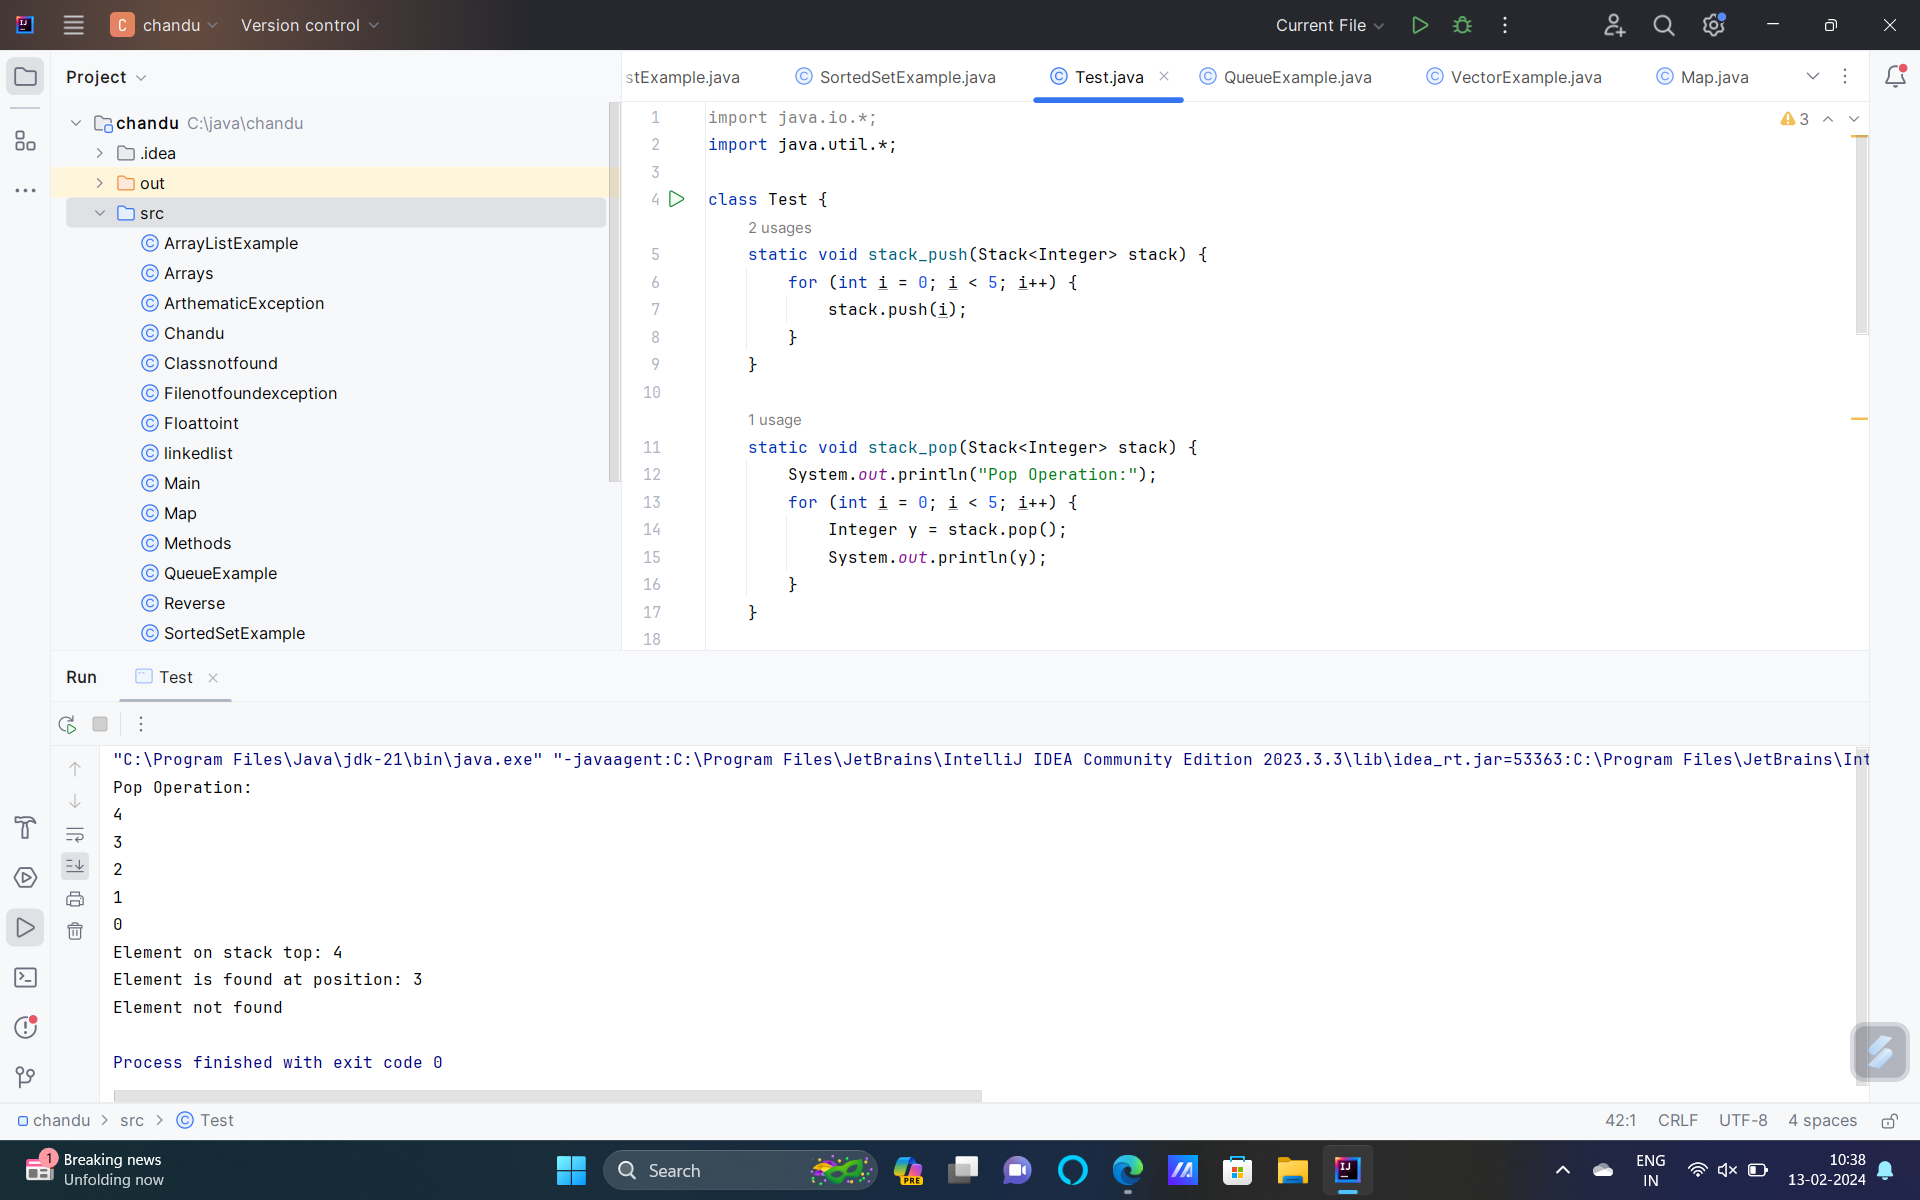 chandu
Version control
Current File
Project
stExample.java
SortedSetExample.java
Test.java
QueueExample.java
VectorExample.java
Map.java
chandu C:\java\chandu
.idea
out
src
ArrayListExample
Arrays
ArthematicException
Chandu
Classnotfound
Filenotfoundexception
Floattoint
linkedlist
Main
Map
Methods
QueueExample
Reverse
SortedSetExample
3
1 import java.io.*;
2 import java.util.*;
3
4 class Test {
2 usages
5 static void stack_push(Stack<Integer> stack) {
6 for (int i = 0; i < 5; i++) {
7 stack.push(i);
8 }
9 }
10
1 usage
11 static void stack_pop(Stack<Integer> stack) {
12 System.out.println("Pop Operation:");
13 for (int i = 0; i < 5; i++) {
14 Integer y = stack.pop();
15 System.out.println(y);
16 }
17 }
18
Run Test
"C:\Program Files\Java\jdk-21\bin\java.exe" "-javaagent:C:\Program Files\JetBrains\IntelliJ IDEA Community Edition 2023.3.3\lib\idea_rt.jar=53363:C:\Program Files\JetBrains\Int
Pop Operation:
4
3
2
1
0
Element on stack top: 4
Element is found at position: 3
Element not found
Process finished with exit code 0
chandu > src > Test
42:1 CRLF UTF-8 4 spaces
1
Breaking news
Unfolding now
Search
PRE
ENG
IN
10:38
13-02-2024